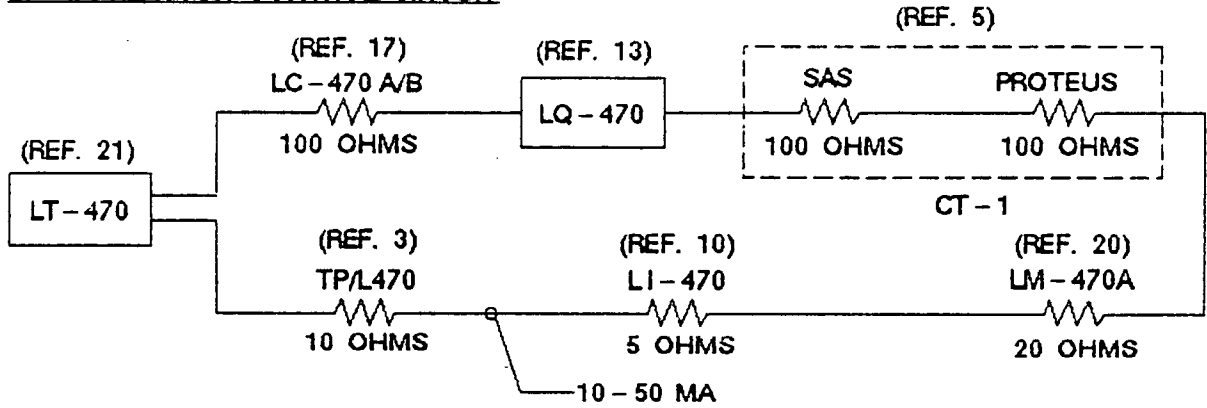 (REF. 5)
(REF. 17)
(REF. 13)
LC-470 A/B
SAS
PROTEUS
LQ-470
100 OHMS
100 OHMS
100 OHMS
(REF. 21)
LT-470
CT-1
(REF. 3)
(REF. 10)
(REF. 20)
TP/L470
LI-470
LM-470A
10 OHMS
5 OHMS
20 OHMS
10-50 MA